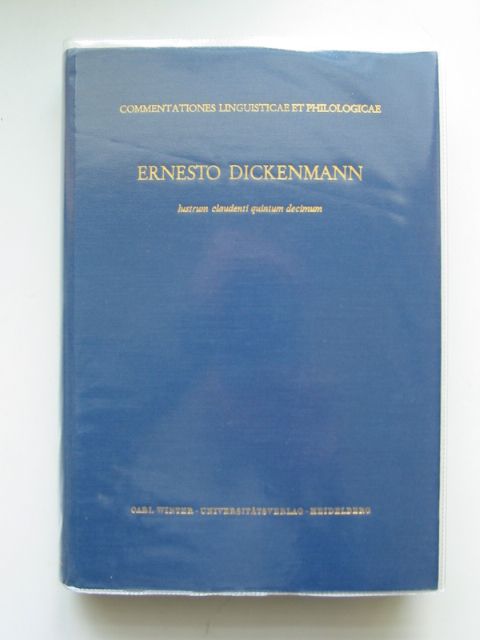 COMMENTATIONES LINGUISTICAE ET PHILOLOGICAE
ERNESTO DICKENMANN
lustrum claudenti quintum decimum
CARL WINTER · UNIVERSITÄTSVERLAG · HEIDELBERG